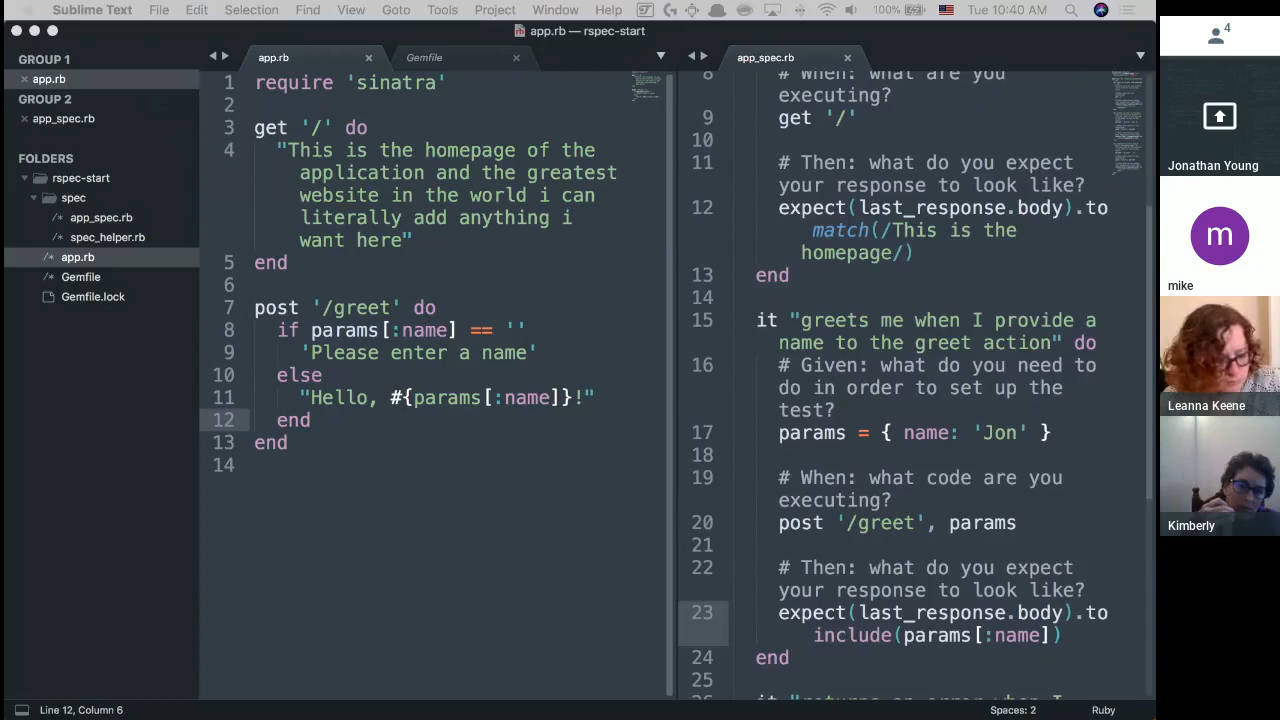 Sublime Text File Edit Selection Find View Goto Tools Project Window Help 100% Tue 10:40 AM
app.rb — rspec-start
GROUP 1
app.rb
GROUP 2
app_spec.rb
FOLDERS
rspec-start
spec
app_spec.rb
spec_helper.rb
app.rb
Gemfile
Gemfile.lock
app.rb
Gemfile
1 require 'sinatra'
2
3 get '/' do
4 "This is the homepage of the
application and the greatest
website in the world i can
literally add anything i
want here"
5 end
6
7 post '/greet' do
8 if params[:name] == ''
9 'Please enter a name'
10 else
11 "Hello, #{params[:name]}!"
12 end
13 end
14
app_spec.rb
8 # When: what are you
executing?
9 get '/'
10
11 # Then: what do you expect
your response to look like?
12 expect(last_response.body).to
match(/This is the
homepage/)
13 end
14
15 it "greets me when I provide a
name to the greet action" do
16 # Given: what do you need to
do in order to set up the
test?
17 params = { name: 'Jon' }
18
19 # When: what code are you
executing?
20 post '/greet', params
21
22 # Then: what do you expect
your response to look like?
23 expect(last_response.body).to
include(params[:name])
24 end
25
26 it "returns an error when I
Line 12, Column 6
Spaces: 2
Ruby
4
Jonathan Young
m
mike
Leanna Keene
Kimberly